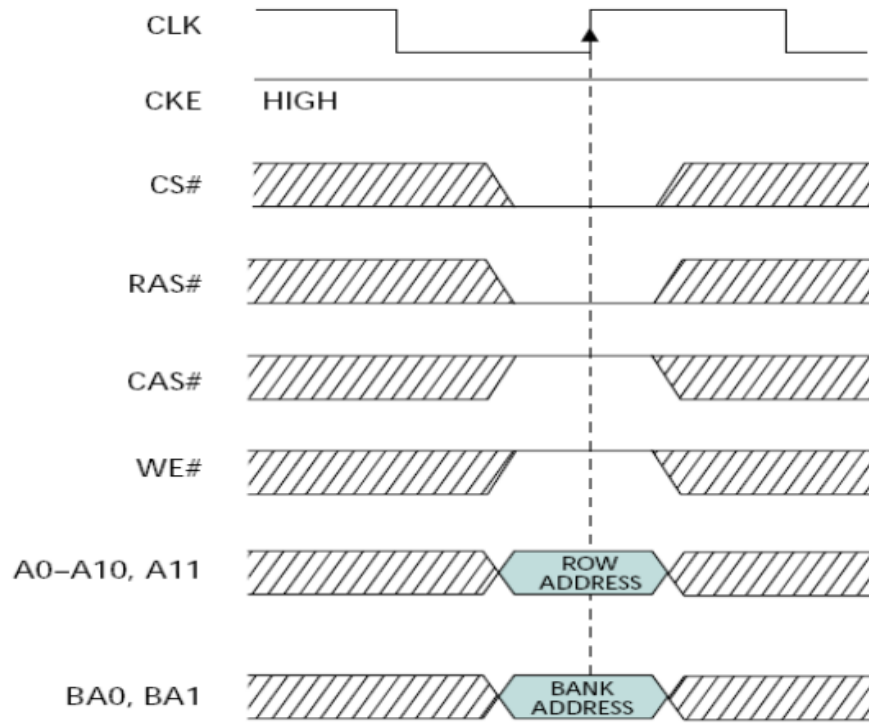 CLK
CKE HIGH
CS#
RAS#
CAS#
WE#
A0–A10, A11
ROW
ADDRESS
BA0, BA1
BANK
ADDRESS